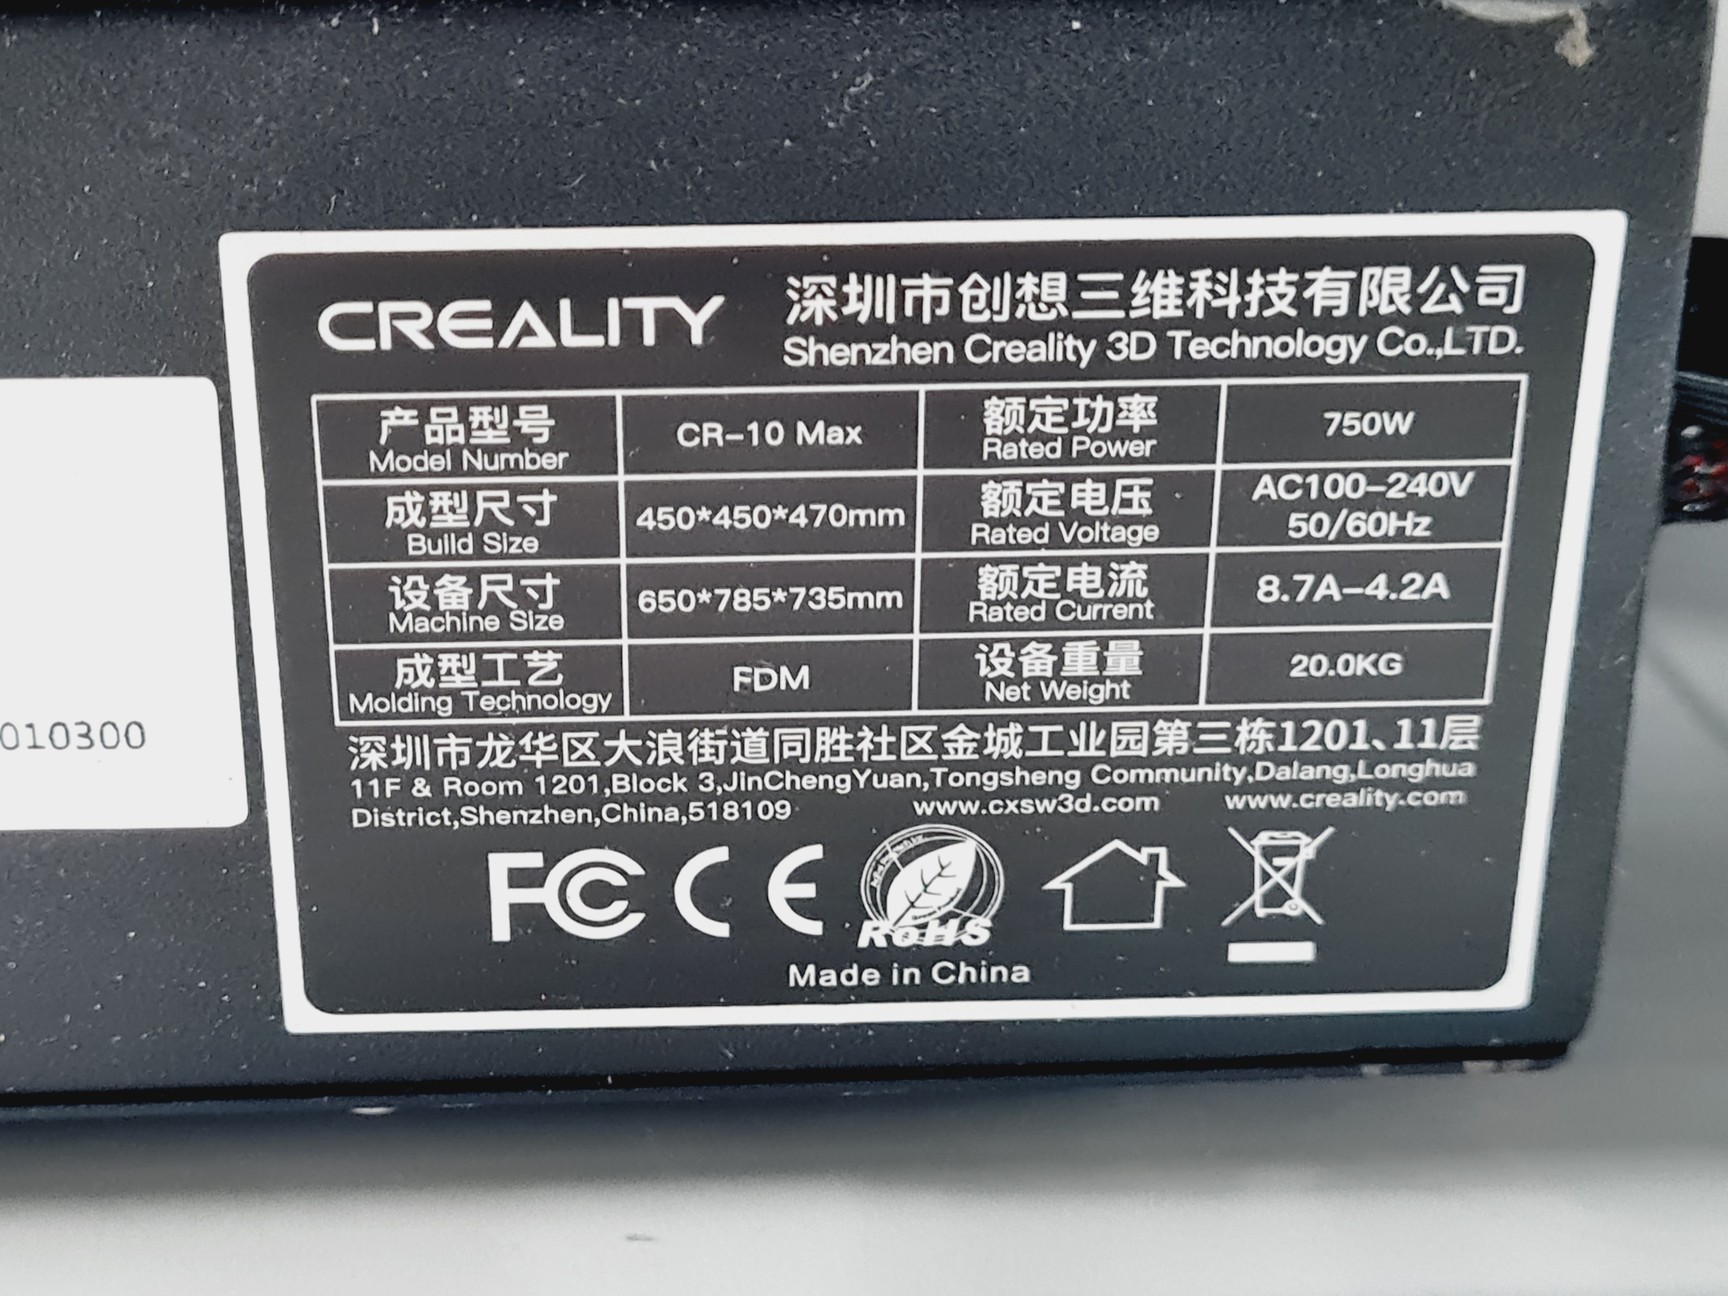 CREALITY
深圳市创想三维科技有限公司
Shenzhen Creality 3D Technology Co.,LTD.
产品型号
Model Number
CR-10 Max
额定功率
Rated Power
750W
成型尺寸
Build Size
450*450*470mm
额定电压
Rated Voltage
AC100-240V
50/60Hz
设备尺寸
Machine Size
650*785*735mm
额定电流
Rated Current
8.7A-4.2A
成型工艺
Molding Technology
FDM
设备重量
Net Weight
20.0KG
深圳市龙华区大浪街道同胜社区金城工业园第三栋1201、11层
11F & Room 1201,Block 3,JinChengYuan,Tongsheng Community,Dalang,Longhua
District,Shenzhen,China,518109 www.cxsw3d.com www.creality.com
FC CE RoHS
Made in China
010300